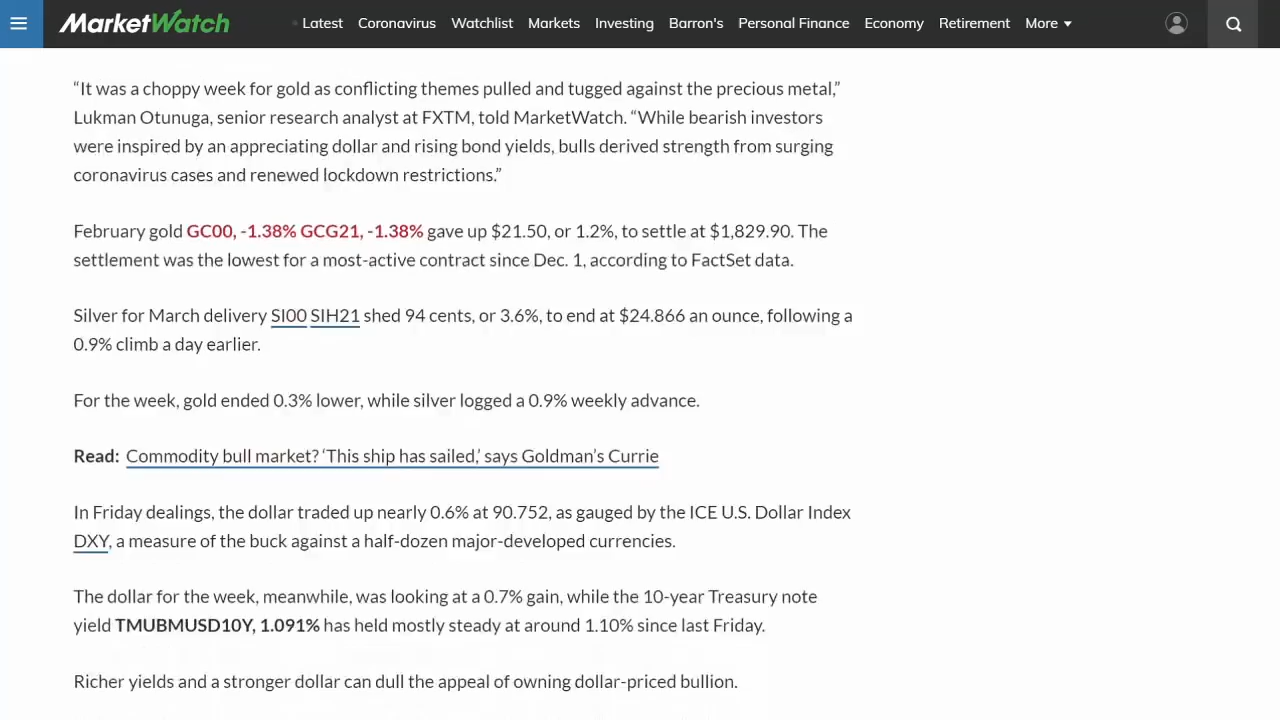 MarketWatch Latest Coronavirus Watchlist Markets Investing Barron's Personal Finance Economy Retirement More
“It was a choppy week for gold as conflicting themes pulled and tugged against the precious metal,”
Lukman Otunuga, senior research analyst at FXTM, told MarketWatch. “While bearish investors
were inspired by an appreciating dollar and rising bond yields, bulls derived strength from surging
coronavirus cases and renewed lockdown restrictions.”
February gold GC00, -1.38% GCG21, -1.38% gave up $21.50, or 1.2%, to settle at $1,829.90. The
settlement was the lowest for a most-active contract since Dec. 1, according to FactSet data.
Silver for March delivery SI00 SIH21 shed 94 cents, or 3.6%, to end at $24.866 an ounce, following a
0.9% climb a day earlier.
For the week, gold ended 0.3% lower, while silver logged a 0.9% weekly advance.
Read: Commodity bull market? ‘This ship has sailed,’ says Goldman’s Currie
In Friday dealings, the dollar traded up nearly 0.6% at 90.752, as gauged by the ICE U.S. Dollar Index
DXY, a measure of the buck against a half-dozen major-developed currencies.
The dollar for the week, meanwhile, was looking at a 0.7% gain, while the 10-year Treasury note
yield TMUBMUSD10Y, 1.091% has held mostly steady at around 1.10% since last Friday.
Richer yields and a stronger dollar can dull the appeal of owning dollar-priced bullion.